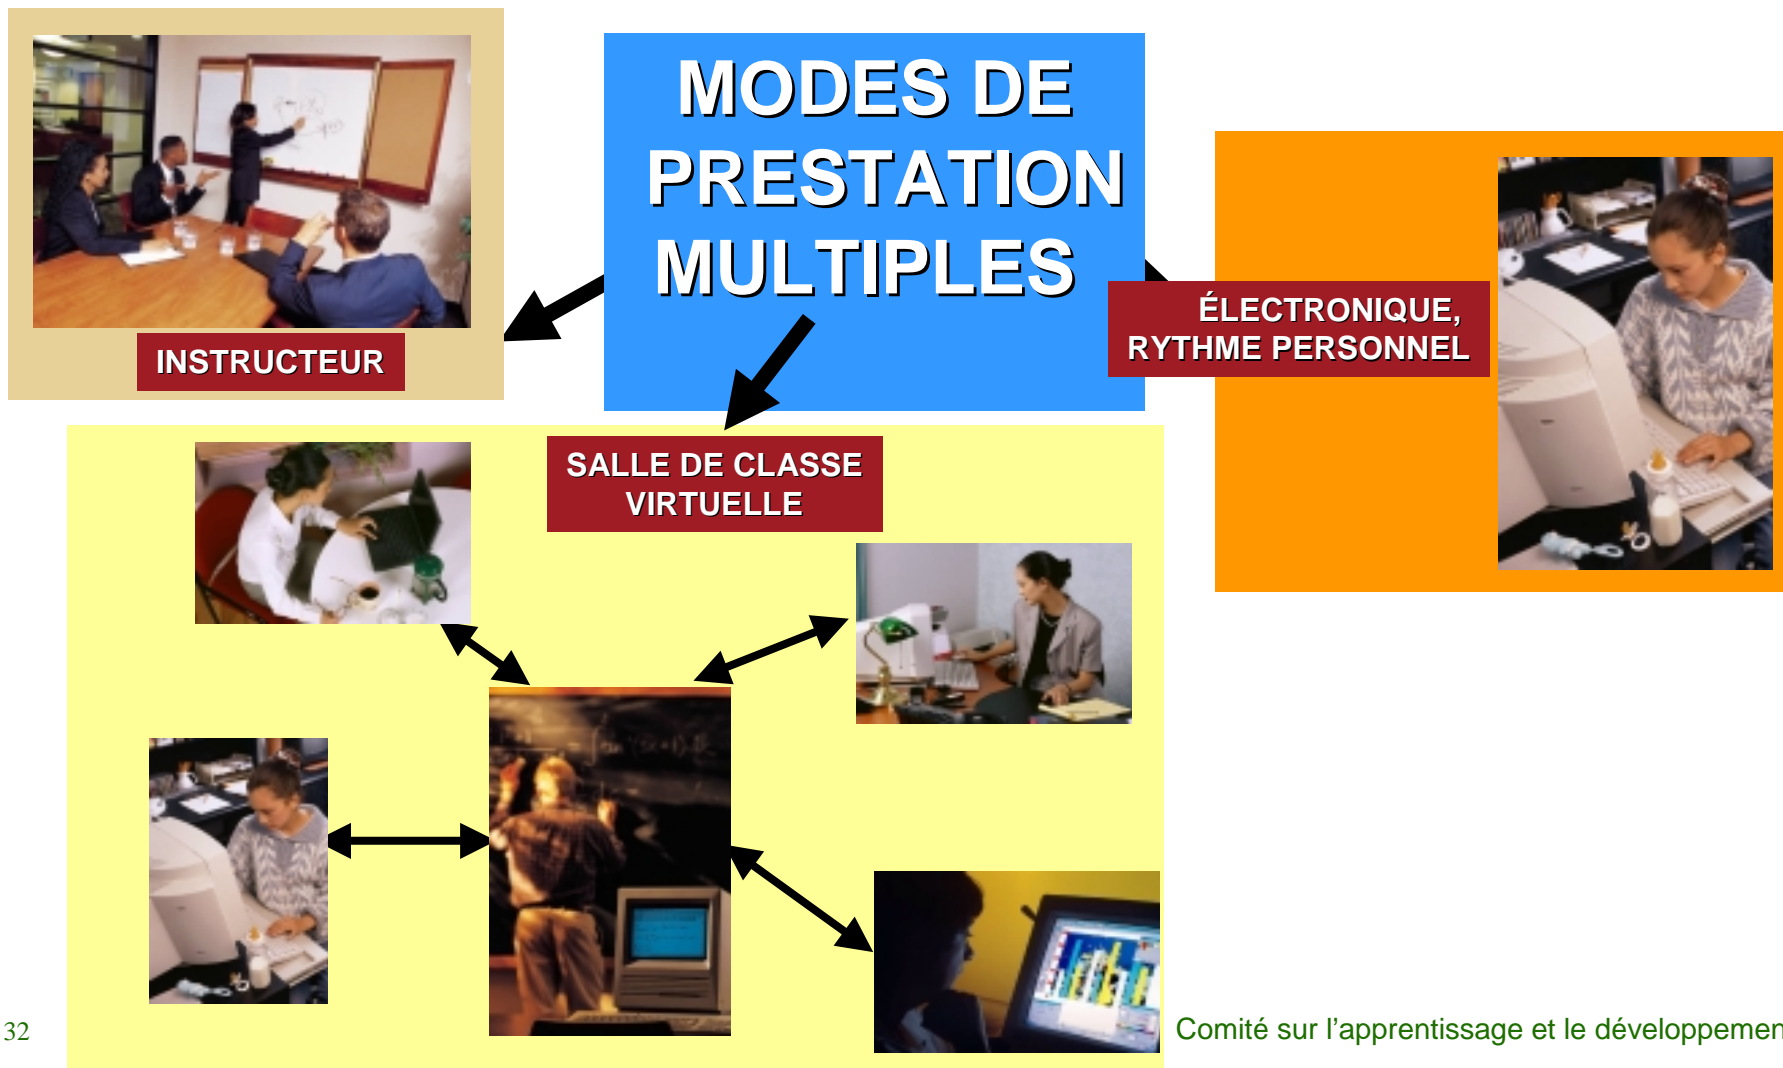 MODES DE
PRESTATION
MULTIPLES
INSTRUCTEUR
ÉLECTRONIQUE,
RYTHME PERSONNEL
SALLE DE CLASSE
VIRTUELLE
32
Comité sur l'apprentissage et le développemen